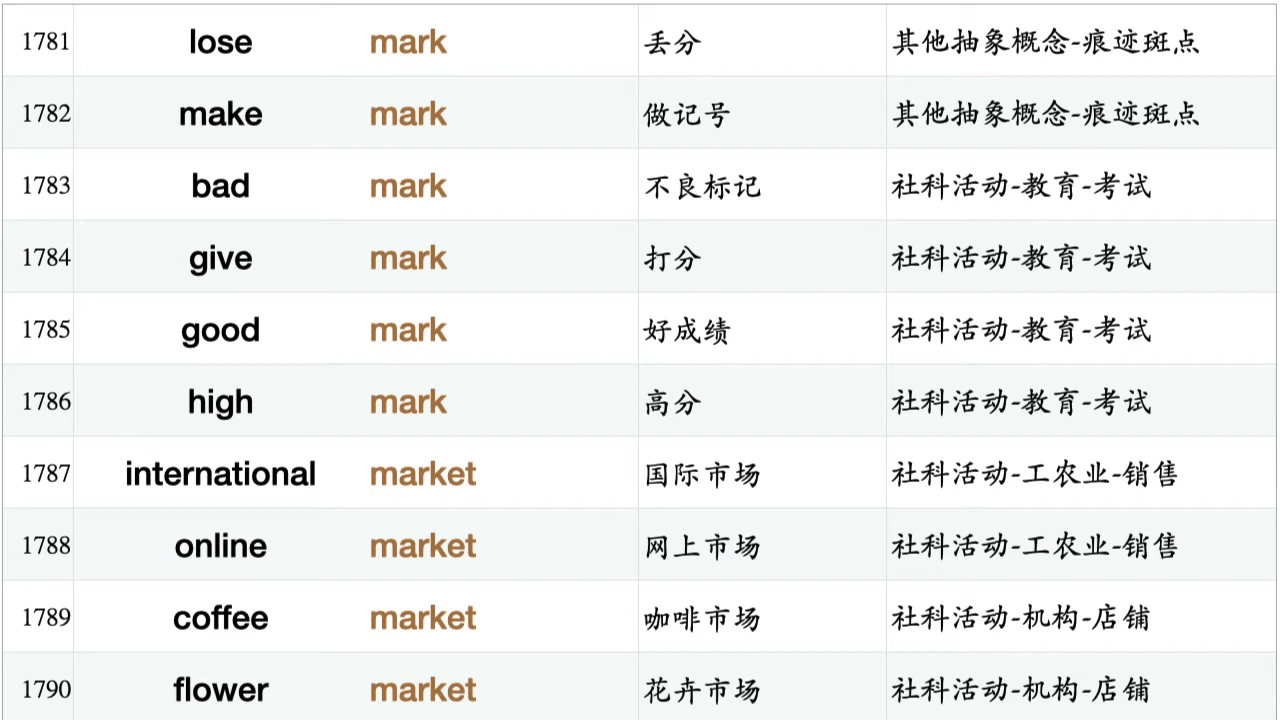 1781 lose mark 丢分 其他抽象概念-痕迹斑点
1782 make mark 做记号 其他抽象概念-痕迹斑点
1783 bad mark 不良标记 社科活动-教育-考试
1784 give mark 打分 社科活动-教育-考试
1785 good mark 好成绩 社科活动-教育-考试
1786 high mark 高分 社科活动-教育-考试
1787 international market 国际市场 社科活动-工农业-销售
1788 online market 网上市场 社科活动-工农业-销售
1789 coffee market 咖啡市场 社科活动-机构-店铺
1790 flower market 花卉市场 社科活动-机构-店铺